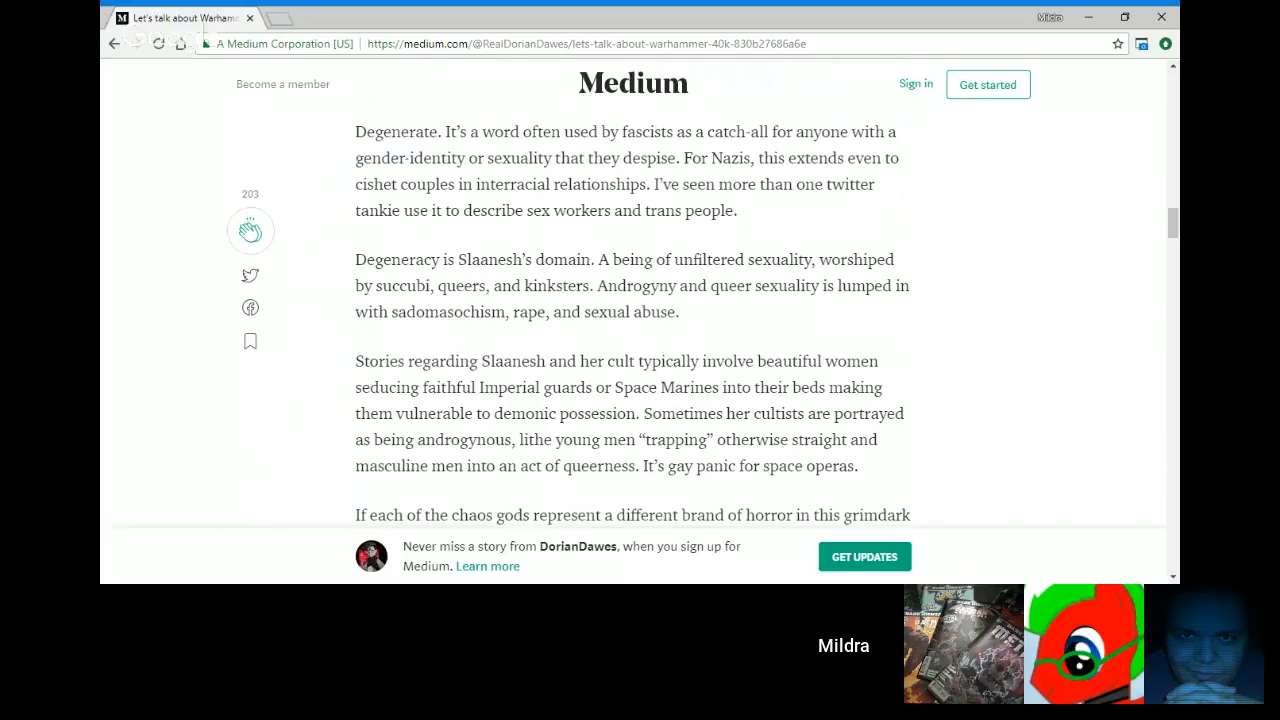 Let's talk about Warham
Mildra
A Medium Corporation [US]
https://medium.com/@RealDorianDawes/lets-talk-about-warhammer-40k-830b27686a6e
Become a member
Medium
Sign in
Get started
Degenerate. It’s a word often used by fascists as a catch-all for anyone with a
gender-identity or sexuality that they despise. For Nazis, this extends even to
cishet couples in interracial relationships. I’ve seen more than one twitter
tankie use it to describe sex workers and trans people.
203
Degeneracy is Slaanesh’s domain. A being of unfiltered sexuality, worshiped
by succubi, queers, and kinksters. Androgyny and queer sexuality is lumped in
with sadomasochism, rape, and sexual abuse.
Stories regarding Slaanesh and her cult typically involve beautiful women
seducing faithful Imperial guards or Space Marines into their beds making
them vulnerable to demonic possession. Sometimes her cultists are portrayed
as being androgynous, lithe young men “trapping” otherwise straight and
masculine men into an act of queerness. It’s gay panic for space operas.
If each of the chaos gods represent a different brand of horror in this grimdark
Never miss a story from DorianDawes, when you sign up for
Medium. Learn more
GET UPDATES
Mildra